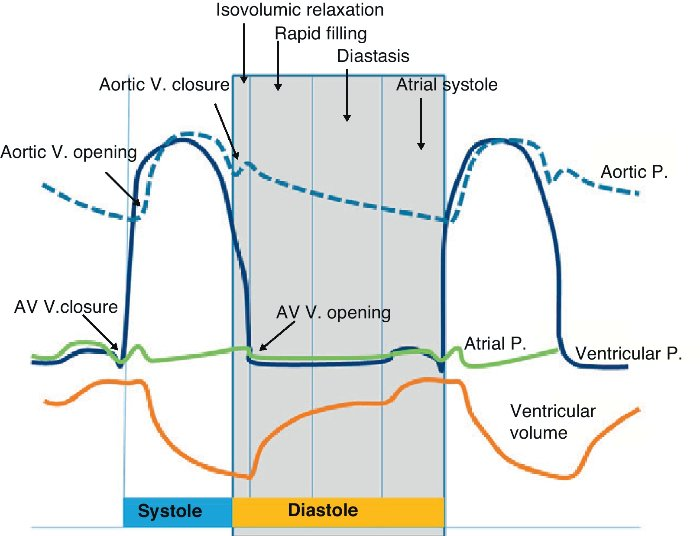 Isovolumic relaxation
Rapid filling
Diastasis
Aortic V. closure
Atrial systole
Aortic V. opening
Aortic P.
AV V.closure
AV V. opening
Atrial P.
Ventricular P.
Ventricular
volume
Systole
Diastole